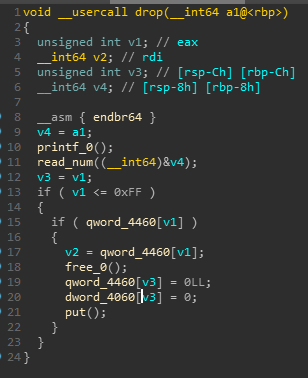 1 void __usercall drop(__int64 a1@<rbp>)
2 {
3 unsigned int v1; // eax
4 __int64 v2; // rdi
5 unsigned int v3; // [rsp-Ch] [rbp-Ch]
6 __int64 v4; // [rsp-8h] [rbp-8h]
7
8 __asm { endbr64 }
9 v4 = a1;
10 printf_0();
11 read_num((__int64)&v4);
12 v3 = v1;
13 if ( v1 <= 0xFF )
14 {
15 if ( qword_4460[v1] )
16 {
17 v2 = qword_4460[v1];
18 free_0();
19 qword_4460[v3] = 0LL;
20 dword_4060[v3] = 0;
21 put();
22 }
23 }
24 }